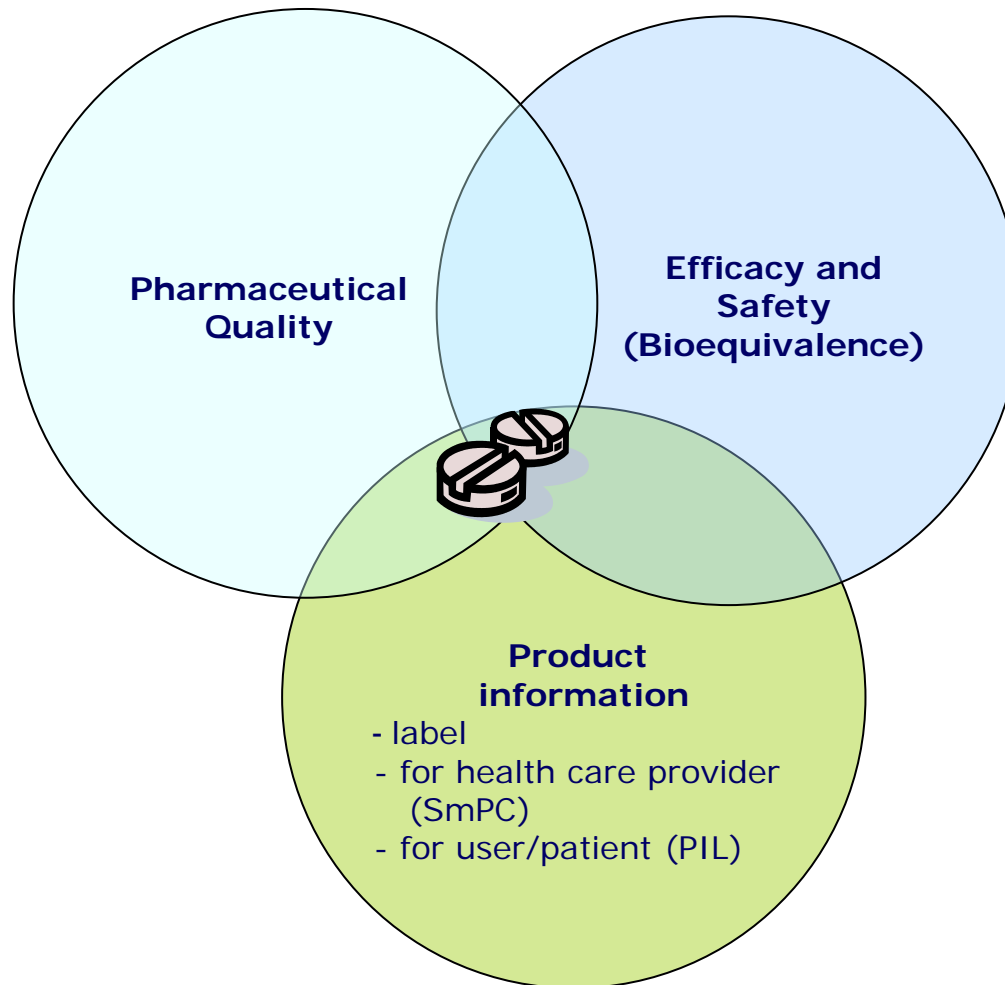 Pharmaceutical
Quality
Efficacy and
Safety
(Bioequivalence)
Product
information
- label
- for health care provider
(SmPC)
- for user/patient (PIL)